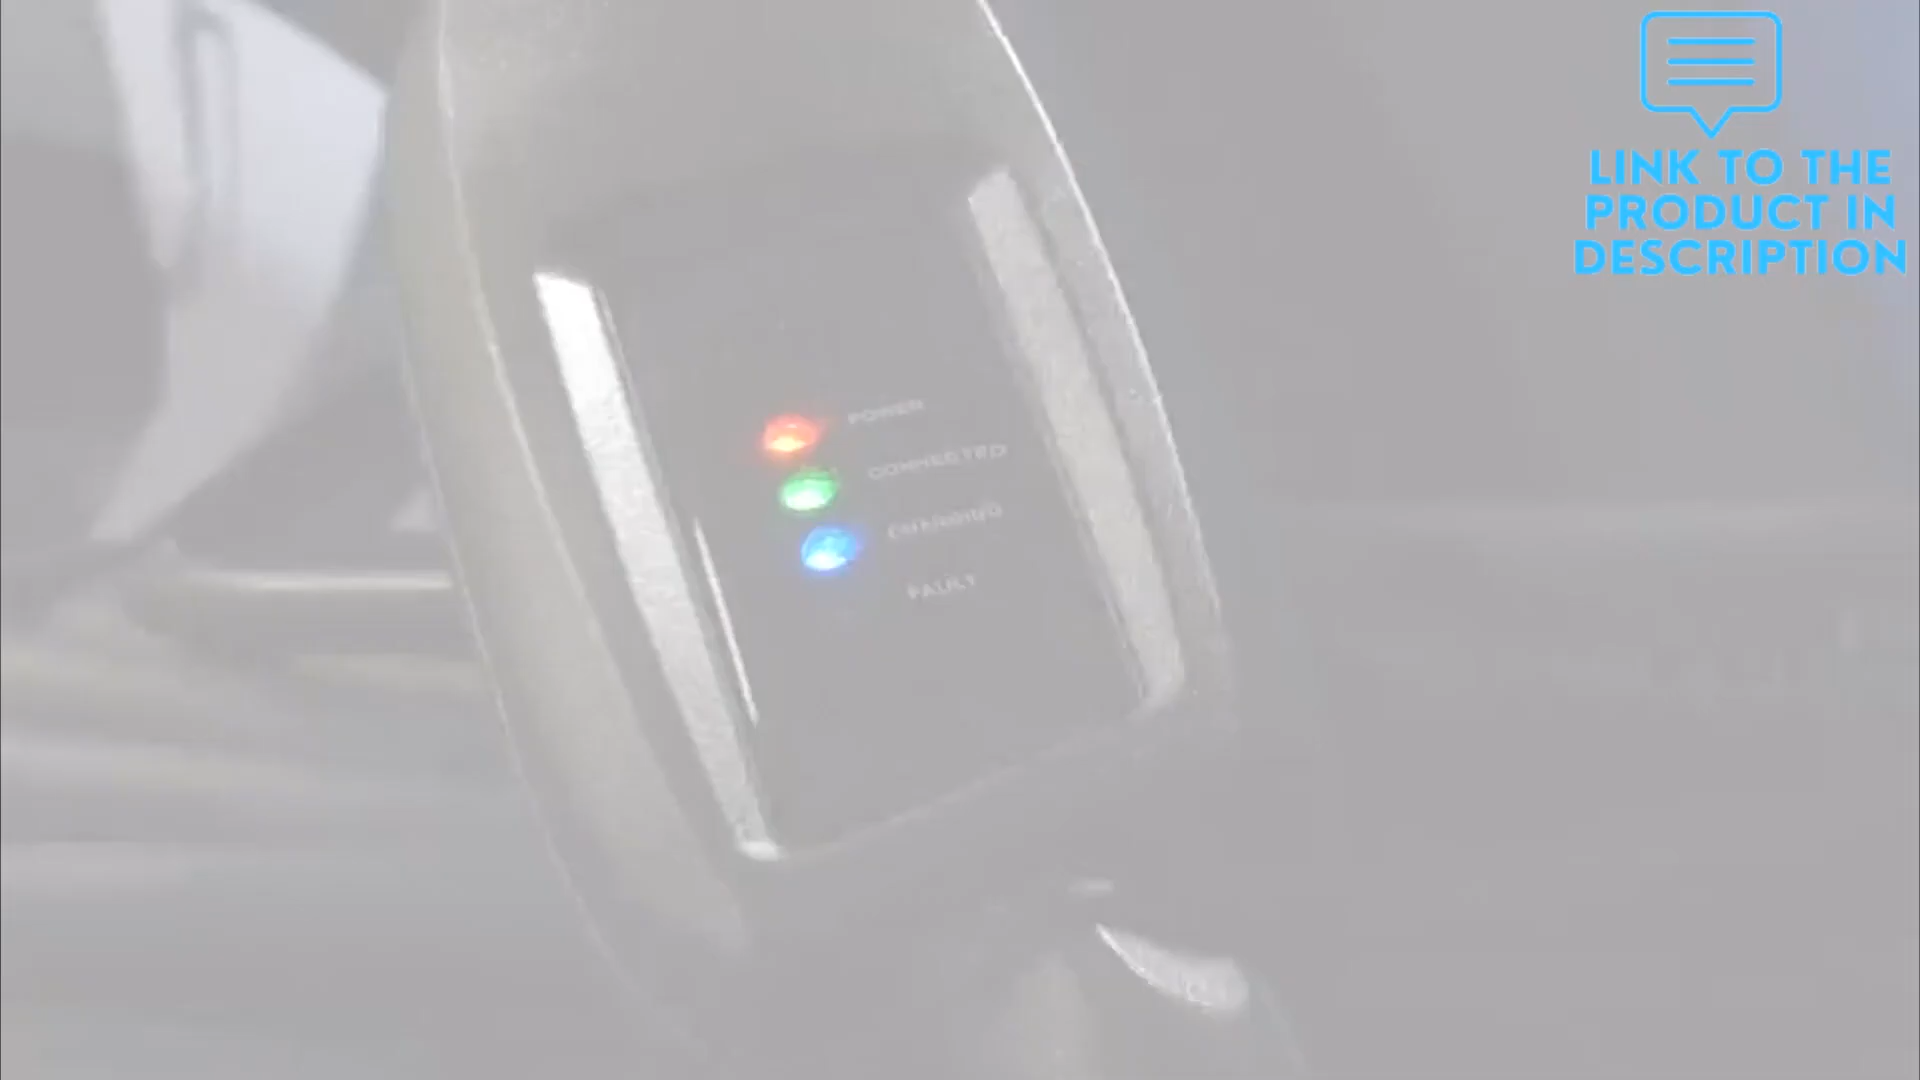 LINK TO THE
PRODUCT IN
DESCRIPTION
POWER
CONNECTED
CHARGING
FAULT